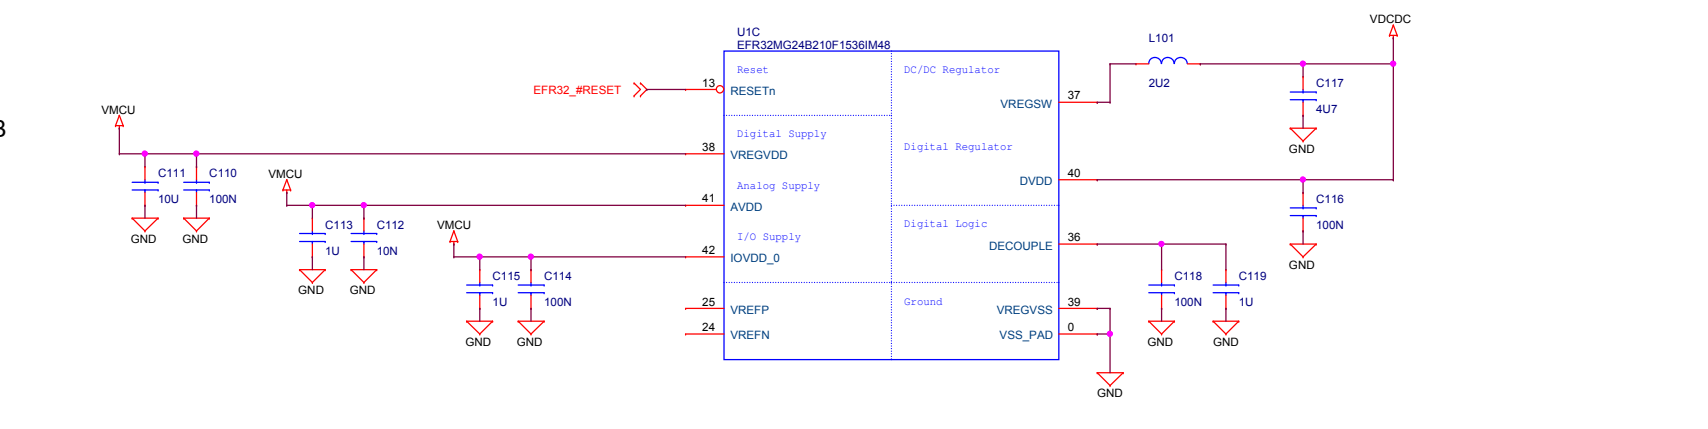 VDCDC
U1C
EFR32MG24B210F1536IM48
L101
Reset
DC/DC Regulator
2U2
C117
4U7
EFR32_#RESET
13
RESETn
VREGSW
37
VMCU
B
GND
Digital Supply
Digital Regulator
38
VREGVDD
VMCU
C111
C110
10U
100N
Analog Supply
DVDD
40
41
AVDD
C116
100N
GND
GND
VMCU
C113
C112
1U
10N
I/O Supply
Digital Logic
42
IOVDD_0
DECOUPLE
36
GND
GND
GND
C115
C114
1U
100N
C118
C119
100N
1U
25
VREFP
Ground
VREGVSS
39
24
VREFN
VSS_PAD
0
GND
GND
GND
GND
GND